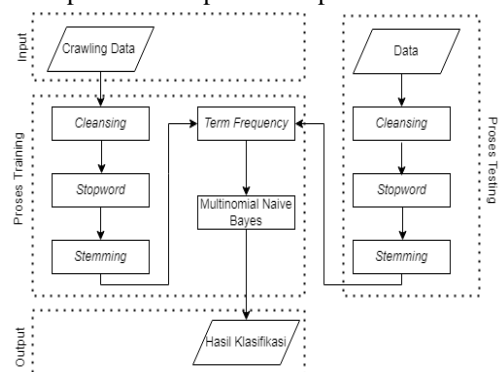 Input
Crawling Data
Data
Proses Training
Cleansing
Stopword
Stemming
Term Frequency
Multinomial Naive
Bayes
Cleansing
Stopword
Stemming
Proses Testing
Output
Hasil Klasifikasi